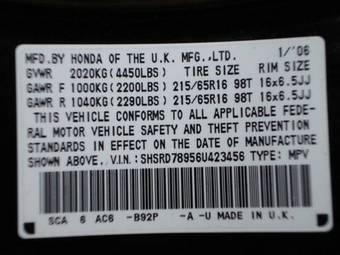 MFD.BY HONDA OF THE U.K. MFG.,LTD. 1/'06
GVWR 2020KG(4450LBS) TIRE SIZE RIM SIZE
GAWR F 1000KG(2200LBS) 215/65R16 98T 16x6.5JJ
GAWR R 1040KG(2290LBS) 215/65R16 98T 16x6.5JJ
THIS VEHICLE CONFORMS TO ALL APPLICABLE FEDE-
RAL MOTOR VEHICLE SAFETY AND THEFT PREVENTION
STANDARDS IN EFFECT ON THE DATE OF MANUFACTURE
SHOWN ABOVE. V.I.N.:SHSRD78956U423456 TYPE: MPV
SCA 6 AC6 -B92P -A -U MADE IN U.K.